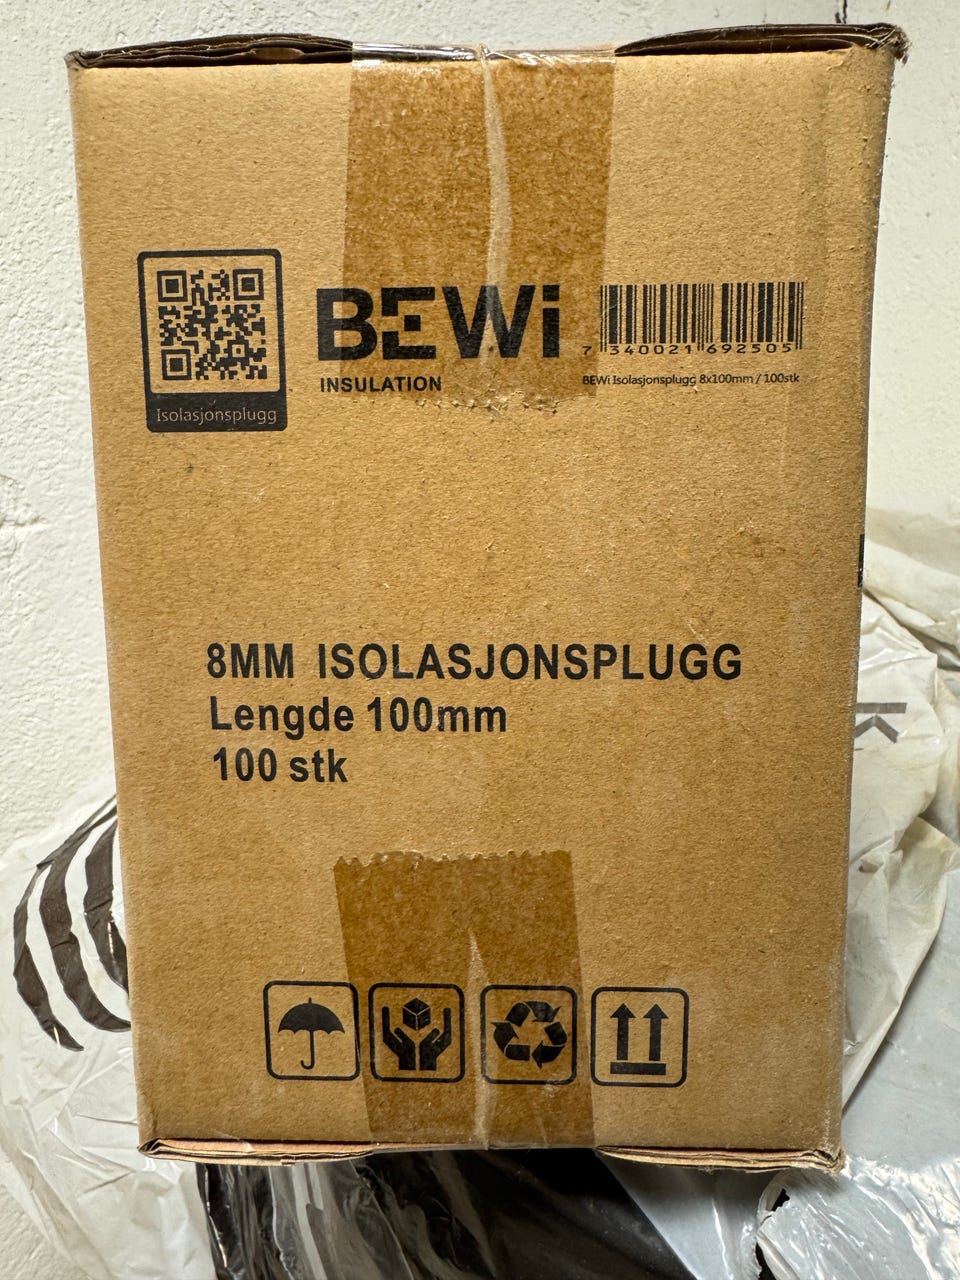 BEWi
INSULATION
Isolasjonsplugg
7 340021 692505
BEWi Isolasjonsplugg 8x100mm / 100stk
8MM ISOLASJONSPLUGG
Lengde 100mm
100 stk
k